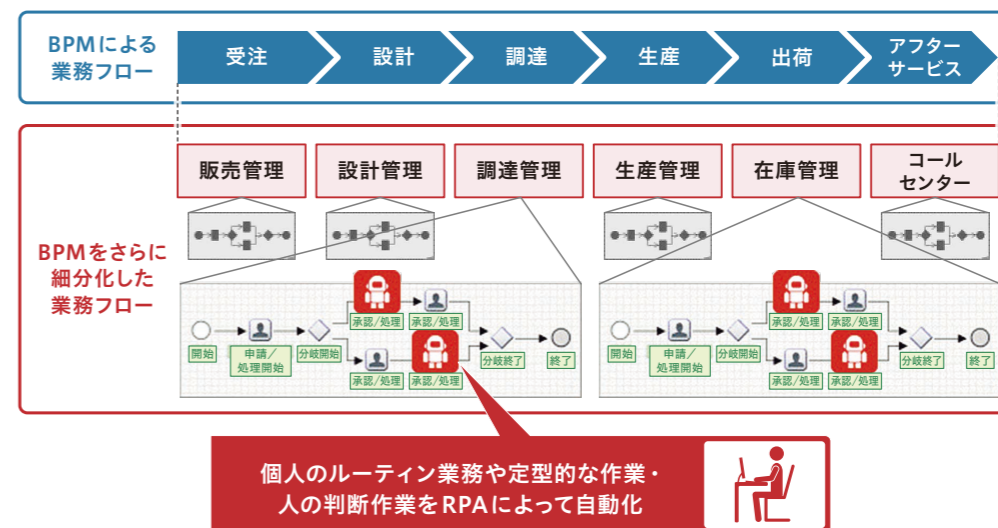 BPMによる
業務フロー
受注
設計
調達
生産
出荷
アフター
サービス
BPMをさらに
細分化した
業務フロー
販売管理
設計管理
調達管理
生産管理
在庫管理
コール
センター
開始
申請/
処理開始
分岐開始
承認/処理
承認/処理
承認/処理
承認/処理
分岐終了
終了
開始
申請/
処理開始
分岐開始
承認/処理
承認/処理
承認/処理
承認/処理
分岐終了
終了
個人のルーティン業務や定型的な作業・
人の判断作業をRPAによって自動化